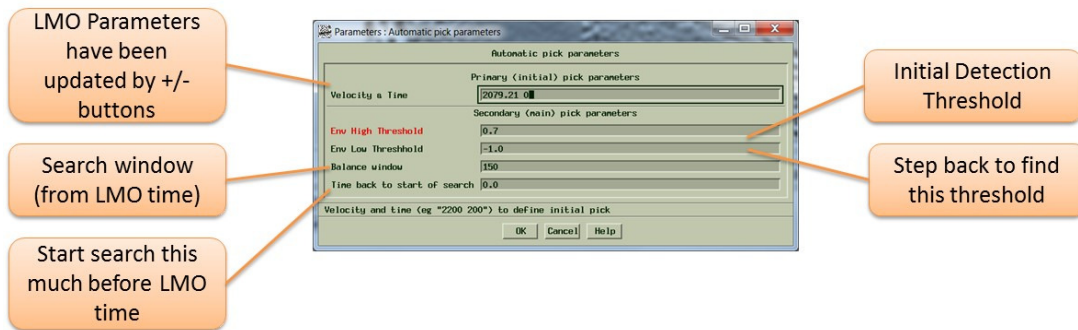 LMO Parameters
have been
updated by +/-
buttons
Search window
(from LMO time)
Start search this
much before LMO
time
Parameters : Automatic pick parameters
Automatic pick parameters
Primary (initial) pick parameters
Velocity & Time 2079.21 0
Secondary (main) pick parameters
Env High Threshold 0.7
Env Low Threshhold -1.0
Balance window 150
Time back to start of search 0.0
Velocity and time (eg "2200 200") to define initial pick
OK Cancel Help
Initial Detection
Threshold
Step back to find
this threshold